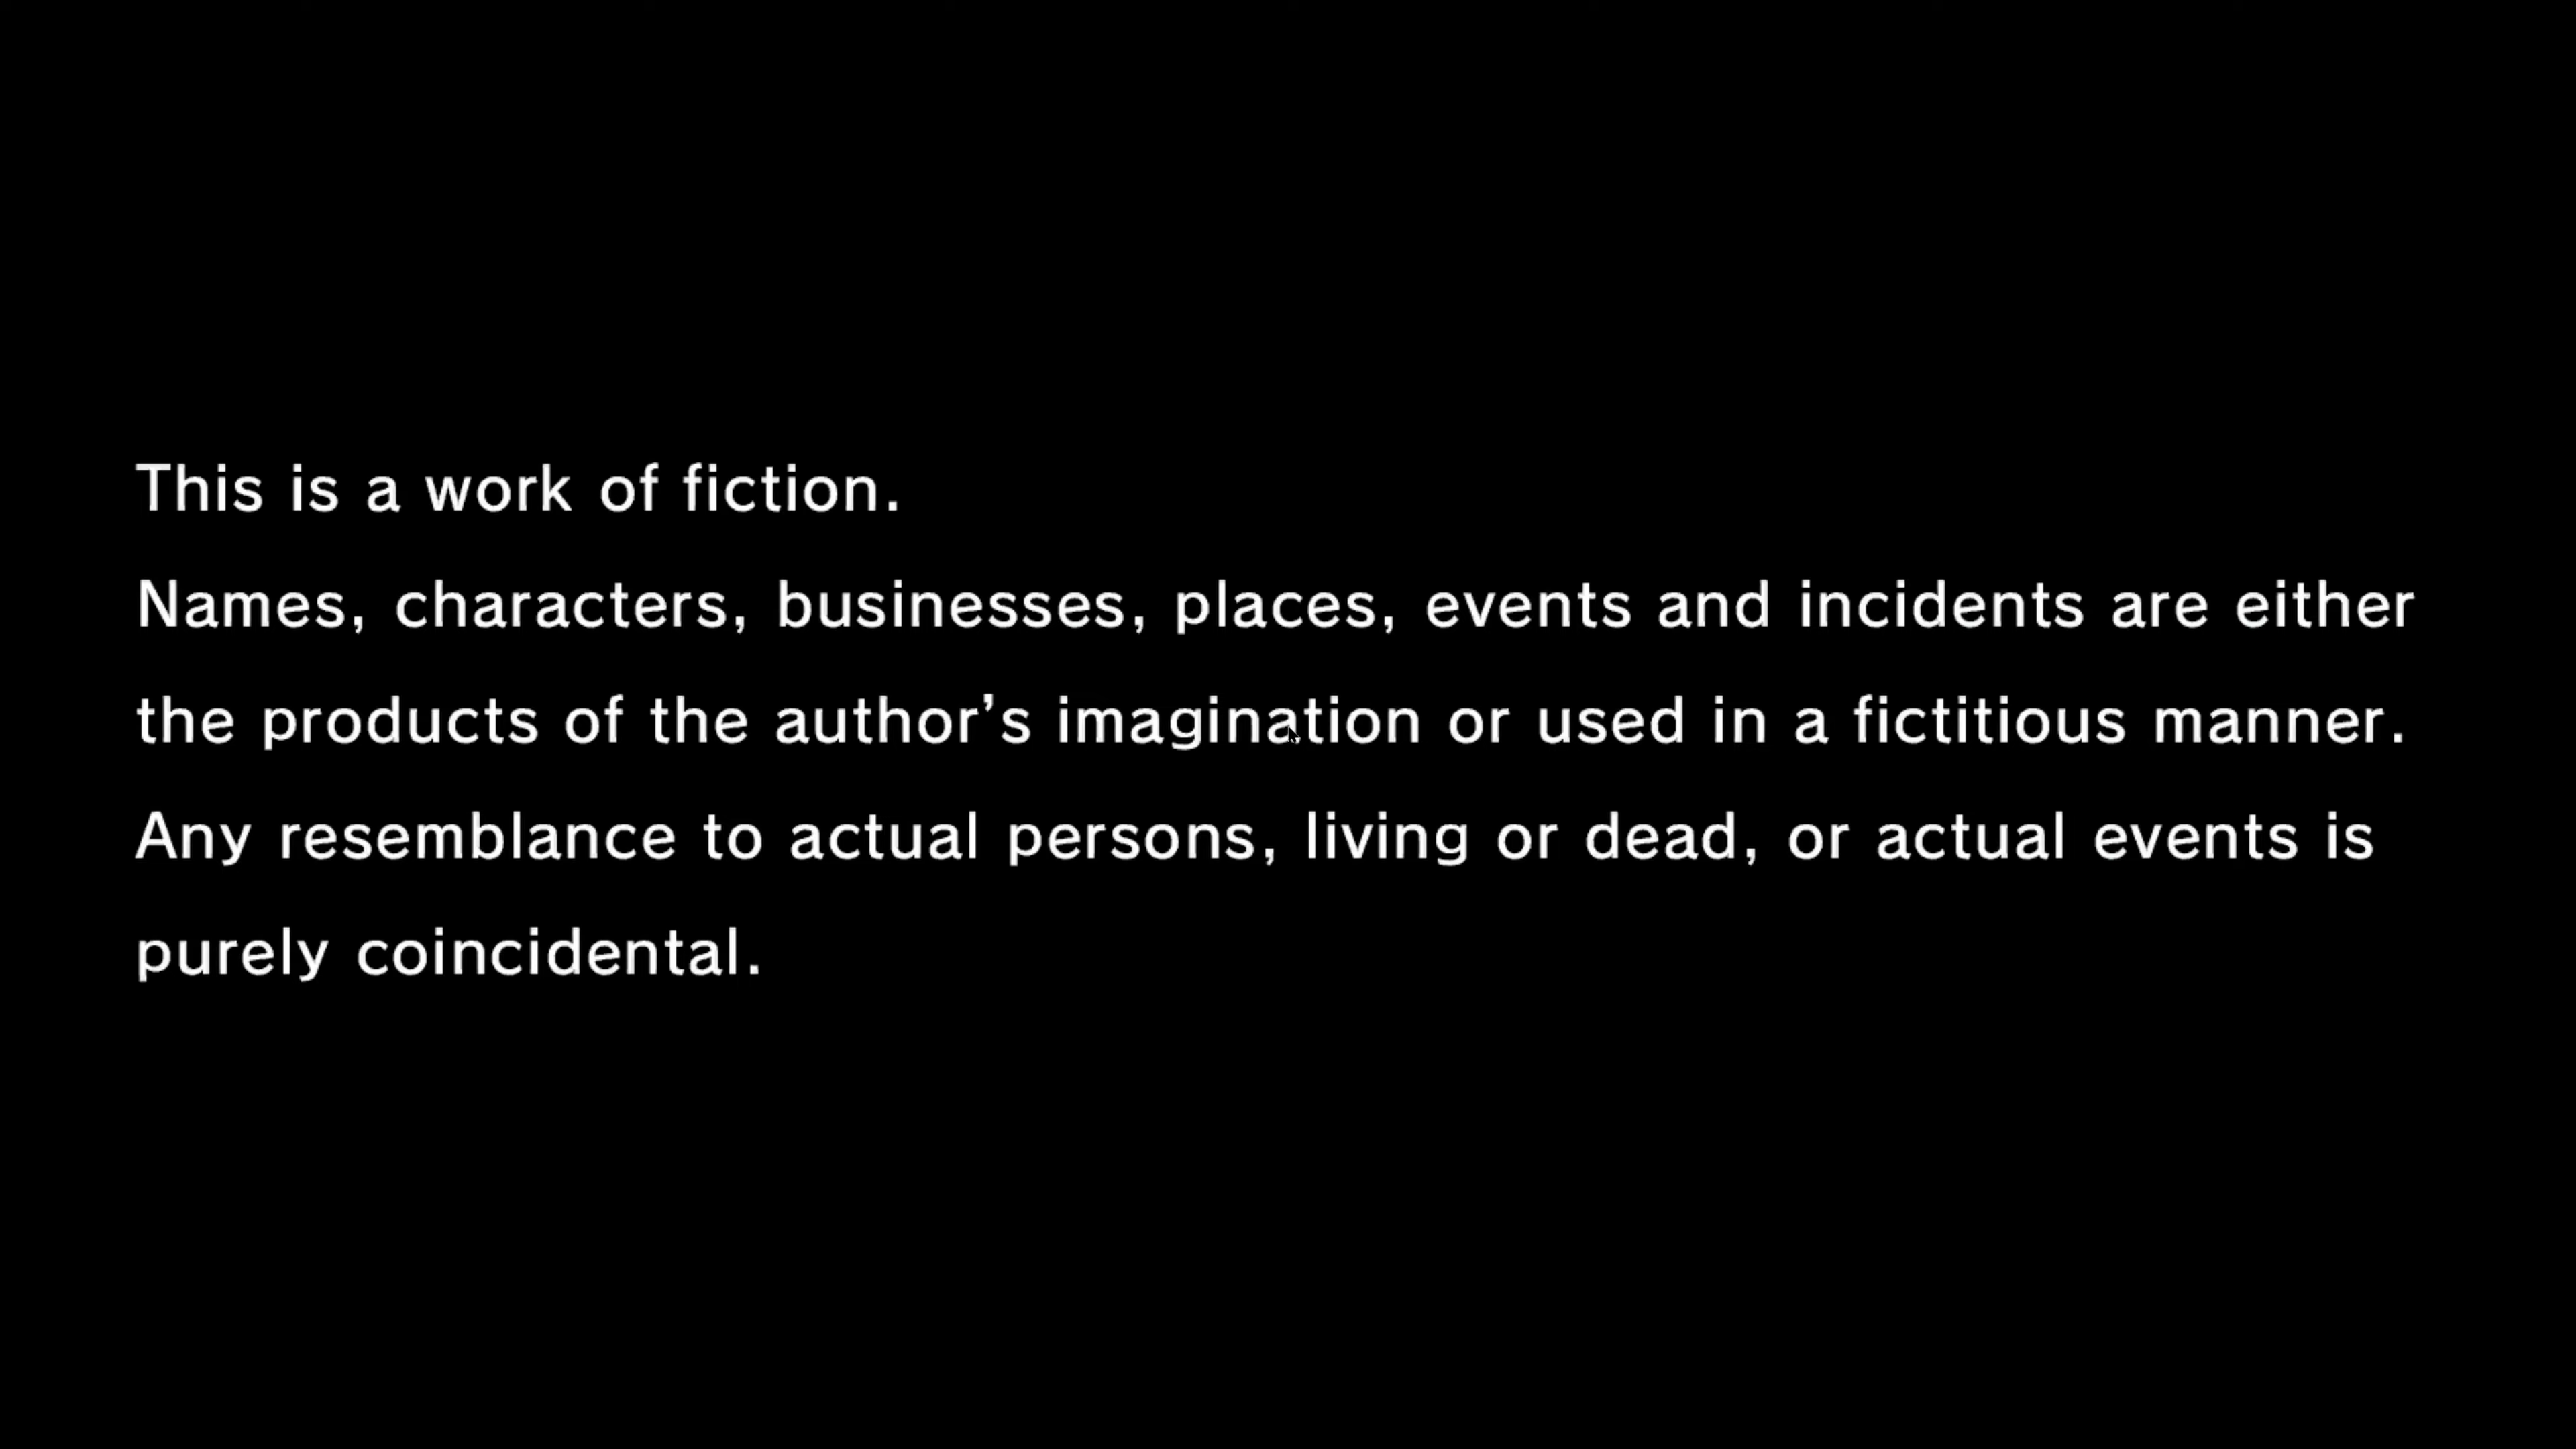 This is a work of fiction.
Names, characters, businesses, places, events and incidents are either
the products of the author’s imagination or used in a fictitious manner.
Any resemblance to actual persons, living or dead, or actual events is
purely coincidental.